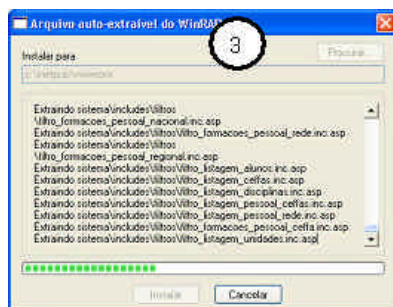 Arquivo auto-extraível do WinRAR
3
Instalar para
Procurar...
Extraindo sistema\includes\filtros
\filtro_formacoes_pessoal_nacional.inc.asp
Extraindo sistema\includes\filtros\filtro_formacoes_pessoal_rede.inc.asp
Extraindo sistema\includes\filtros
\filtro_formacoes_pessoal_regional.inc.asp
Extraindo sistema\includes\filtros\filtro_listagem_alunos.inc.asp
Extraindo sistema\includes\filtros\filtro_listagem_ceffas.inc.asp
Extraindo sistema\includes\filtros\filtro_listagem_disciplinas.inc.asp
Extraindo sistema\includes\filtros\filtro_listagem_pessoal_ceffas.inc.asp
Extraindo sistema\includes\filtros\filtro_listagem_pessoal_rede.inc.asp
Extraindo sistema\includes\filtros\filtro_formacoes_pessoal_ceffa.inc.asp
Extraindo sistema\includes\filtros\filtro_listagem_unidades.inc.asp
Instalar
Cancelar